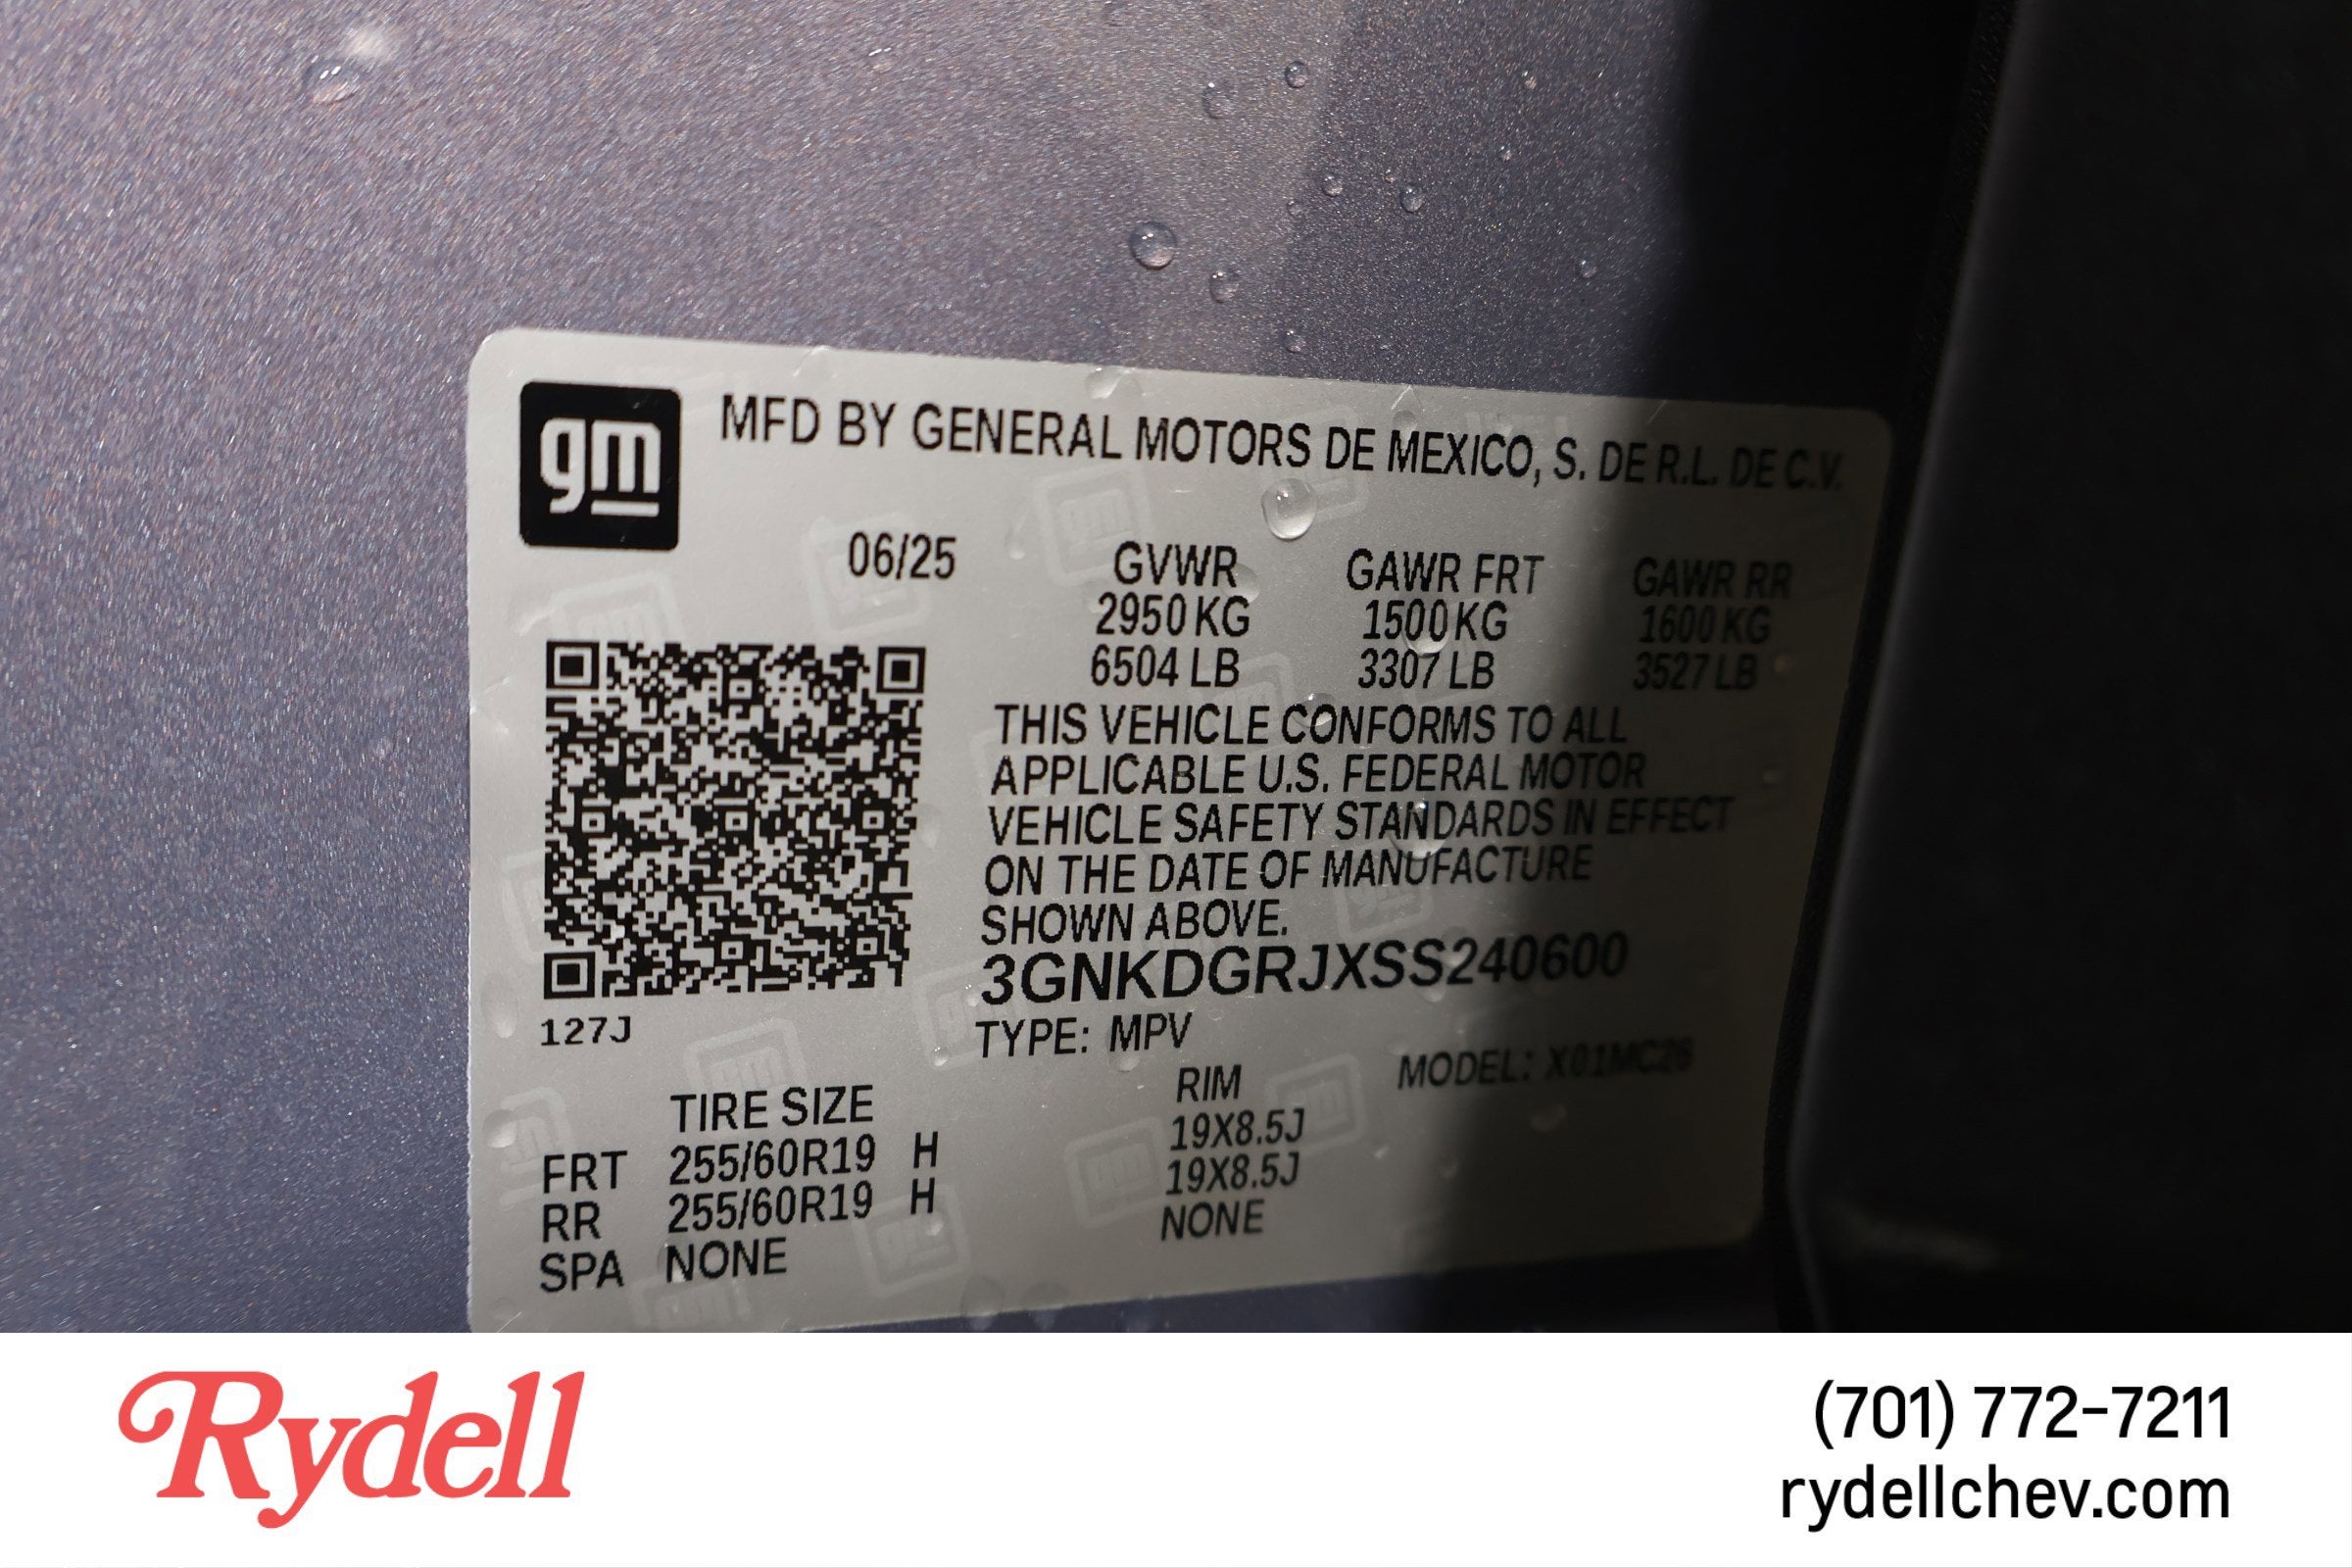 gm
MFD BY GENERAL MOTORS DE MEXICO, S. DE R.L. DE C.V.
06/25
GVWR GAWR FRT GAWR RR
2950 KG 1500 KG 1600 KG
6504 LB 3307 LB 3527 LB
THIS VEHICLE CONFORMS TO ALL
APPLICABLE U.S. FEDERAL MOTOR
VEHICLE SAFETY STANDARDS IN EFFECT
ON THE DATE OF MANUFACTURE
SHOWN ABOVE.
3GNKDGRJXSS240600
127J
TYPE: MPV
MODEL: X01MC26
TIRE SIZE RIM
FRT 255/60R19 H 19X8.5J
RR 255/60R19 H 19X8.5J
SPA NONE NONE
Rydell
(701) 772-7211
rydellchev.com